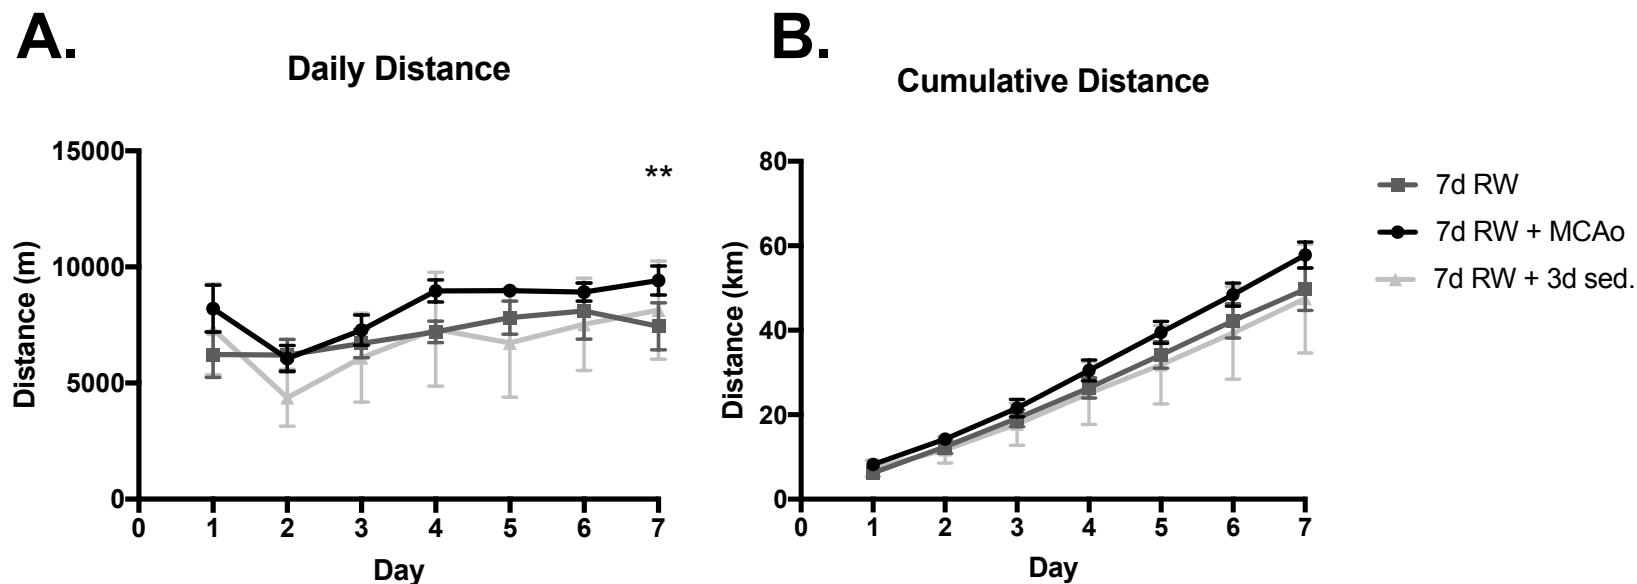 A.
Daily Distance
15000
10000
5000
0
Distance (m)
**
0 1 2 3 4 5 6 7
Day
B.
Cumulative Distance
80
60
40
20
0
Distance (km)
0 1 2 3 4 5 6 7
Day
7d RW
7d RW + MCAo
7d RW + 3d sed.